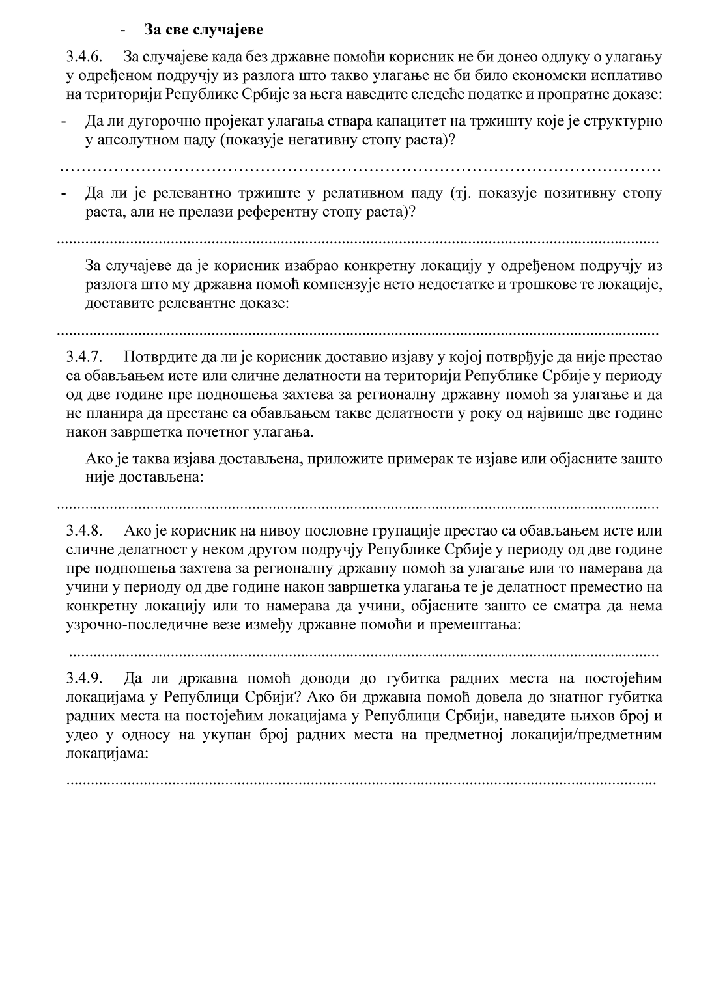 - За све случајеве
3.4.6. За случајеве када без државне помоћи корисник не би донео одлуку о улагању
у одређеном подручју из разлога што такво улагање не би било економски исплативо
на територији Републике Србије за њега наведите следеће податке и пропратне доказе:
- Да ли дугорочно пројекат улагања ствара капацитет на тржишту које је структурно
у апсолутном паду (показује негативну стопу раста)?
……………………………………………………………………………………………………
- Да ли је релевантно тржиште у релативном паду (тј. показује позитивну стопу
раста, али не прелази референтну стопу раста)?
....................................................................................................................................................
За случајеве да је корисник изабрао конкретну локацију у одређеном подручју из
разлога што му државна помоћ компензује нето недостатке и трошкове те локације,
доставите релевантне доказе:
....................................................................................................................................................
3.4.7. Потврдите да ли је корисник доставио изјаву у којој потврђује да није престао
са обављањем исте или сличне делатности на територији Републике Србије у периоду
од две године пре подношења захтева за регионалну државну помоћ за улагање и да
не планира да престане са обављањем такве делатности у року од највише две године
након завршетка почетног улагања.
Ако је таква изјава достављена, приложите примерак те изјаве или објасните зашто
није достављена:
....................................................................................................................................................
3.4.8. Ако је корисник на нивоу пословне групације престао са обављањем исте или
сличне делатност у неком другом подручју Републике Србије у периоду од две године
пре подношења захтева за регионалну државну помоћ за улагање или то намерава да
учини у периоду од две године након завршетка улагања те је делатност преместио на
конкретну локацију или то намерава да учини, објасните зашто се сматра да нема
узрочно-последичне везе између државне помоћи и премештања:
.................................................................................................................................................
3.4.9. Да ли државна помоћ доводи до губитка радних места на постојећим
локацијама у Републици Србији? Ако би државна помоћ довела до знатног губитка
радних места на постојећим локацијама у Републици Србији, наведите њихов број и
удео у односу на укупан број радних места на предметној локацији/предметним
локацијама:
.................................................................................................................................................